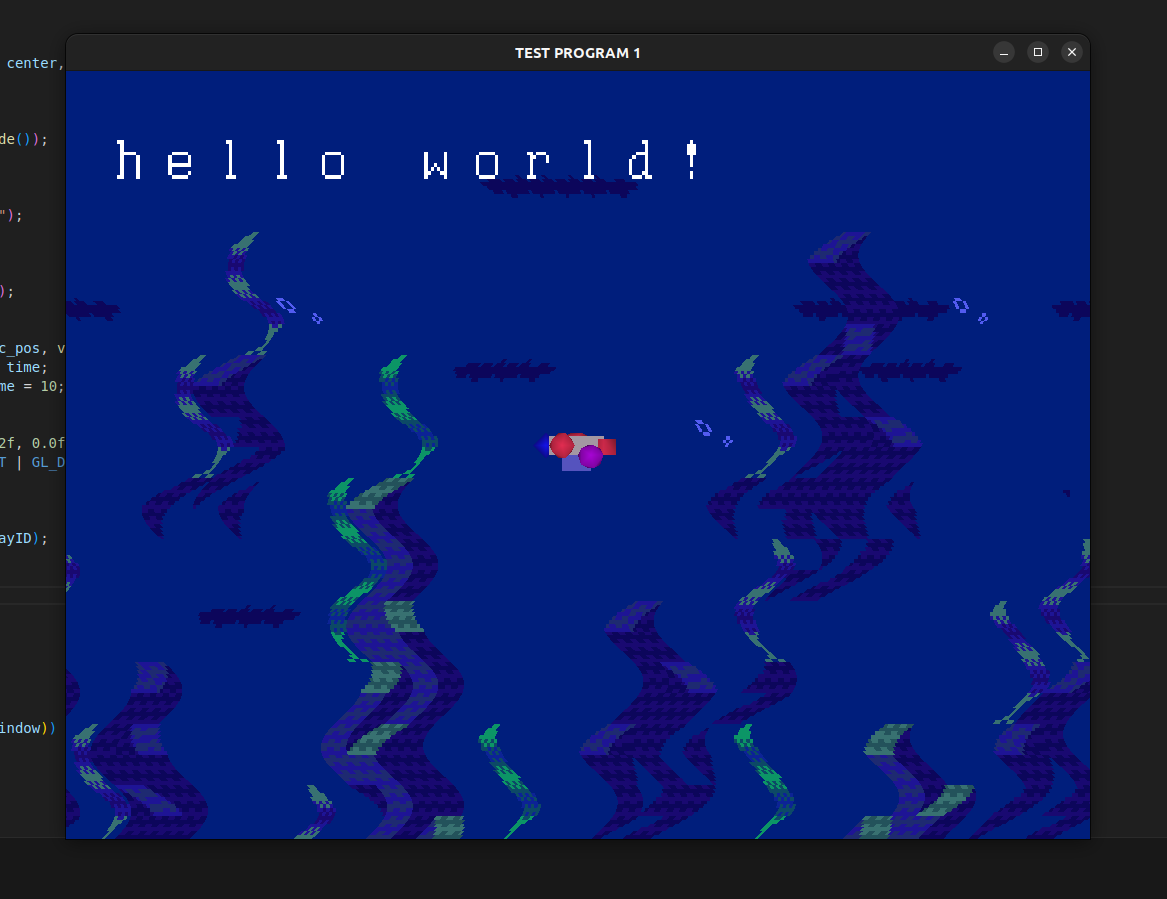 TEST PROGRAM 1
hello world!
center,
de());
");
);
c_pos, v
time;
me = 10;
2f, 0.0f
T | GL_D
ayID);
indow))